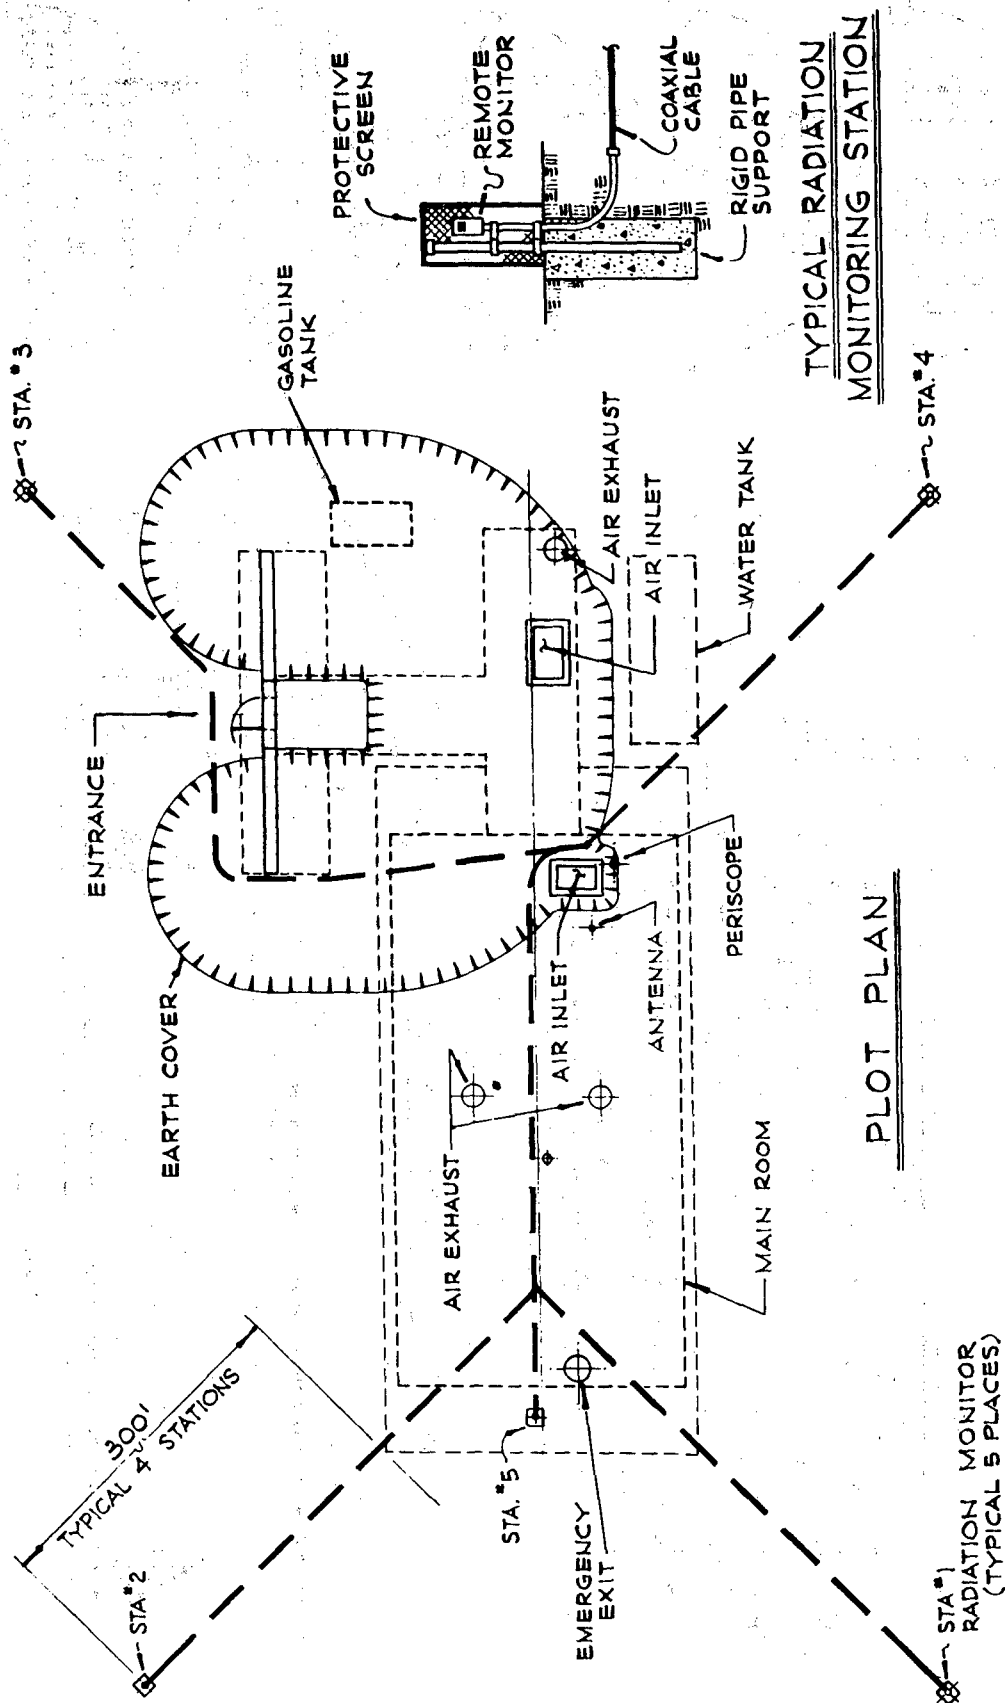 STA. #3
GASOLINE
TANK
ENTRANCE
EARTH COVER
300'
TYPICAL 4 STATIONS
STA. #2
PROTECTIVE
SCREEN
REMOTE
MONITOR
COAXIAL
CABLE
RIGID PIPE
SUPPORT
TYPICAL RADIATION
MONITORING STATION
AIR EXHAUST
AIR INLET
WATER TANK
STA. #4
AIR EXHAUST
AIR INLET
ANTENNA
PERISCOPE
MAIN ROOM
STA. #5
EMERGENCY
EXIT
STA #1
RADIATION MONITOR
(TYPICAL 5 PLACES)
PLOT PLAN